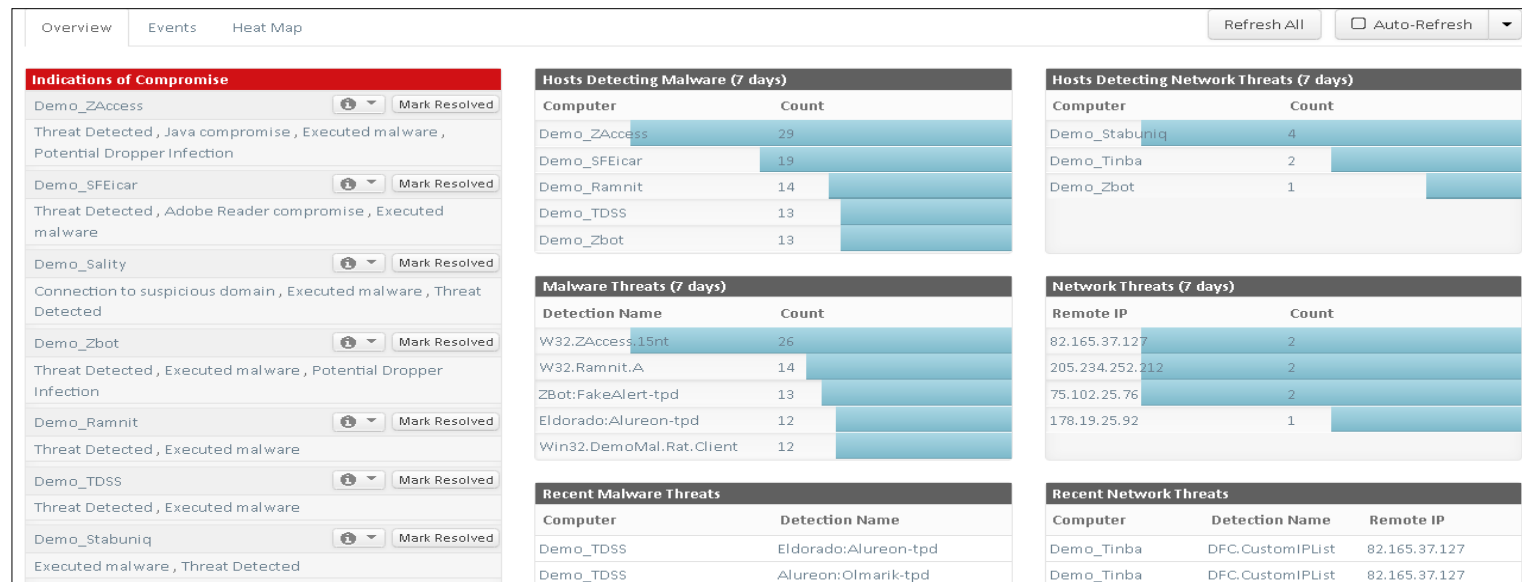 Overview Events Heat Map Refresh All Auto-Refresh
Indications of Compromise
Demo_ZAccess Mark Resolved
Threat Detected , Java compromise , Executed malware ,
Potential Dropper Infection
Demo_SFEicar Mark Resolved
Threat Detected , Adobe Reader compromise , Executed
malware
Demo_Sality Mark Resolved
Connection to suspicious domain , Executed malware , Threat
Detected
Demo_Zbot Mark Resolved
Threat Detected , Executed malware , Potential Dropper
Infection
Demo_Ramnit Mark Resolved
Threat Detected , Executed malware
Demo_TDSS Mark Resolved
Threat Detected , Executed malware
Demo_Stabuniq Mark Resolved
Executed malware , Threat Detected
Hosts Detecting Malware (7 days)
Computer Count
Demo_ZAccess 29
Demo_SFEicar 19
Demo_Ramnit 14
Demo_TDSS 13
Demo_Zbot 13
Malware Threats (7 days)
Detection Name Count
W32.ZAccess.15nt 26
W32.Ramnit.A 14
ZBot:FakeAlert-tpd 13
Eldorado:Alureon-tpd 12
Win32.DemoMal.Rat.Client 12
Recent Malware Threats
Computer Detection Name
Demo_TDSS Eldorado:Alureon-tpd
Demo_TDSS Alureon:Olmarik-tpd
Hosts Detecting Network Threats (7 days)
Computer Count
Demo_Stabuniq 4
Demo_Tinba 2
Demo_Zbot 1
Network Threats (7 days)
Remote IP Count
82.165.37.127 2
205.234.252.212 2
75.102.25.76 2
178.19.25.92 1
Recent Network Threats
Computer Detection Name Remote IP
Demo_Tinba DFC.CustomIPList 82.165.37.127
Demo_Tinba DFC.CustomIPList 82.165.37.127